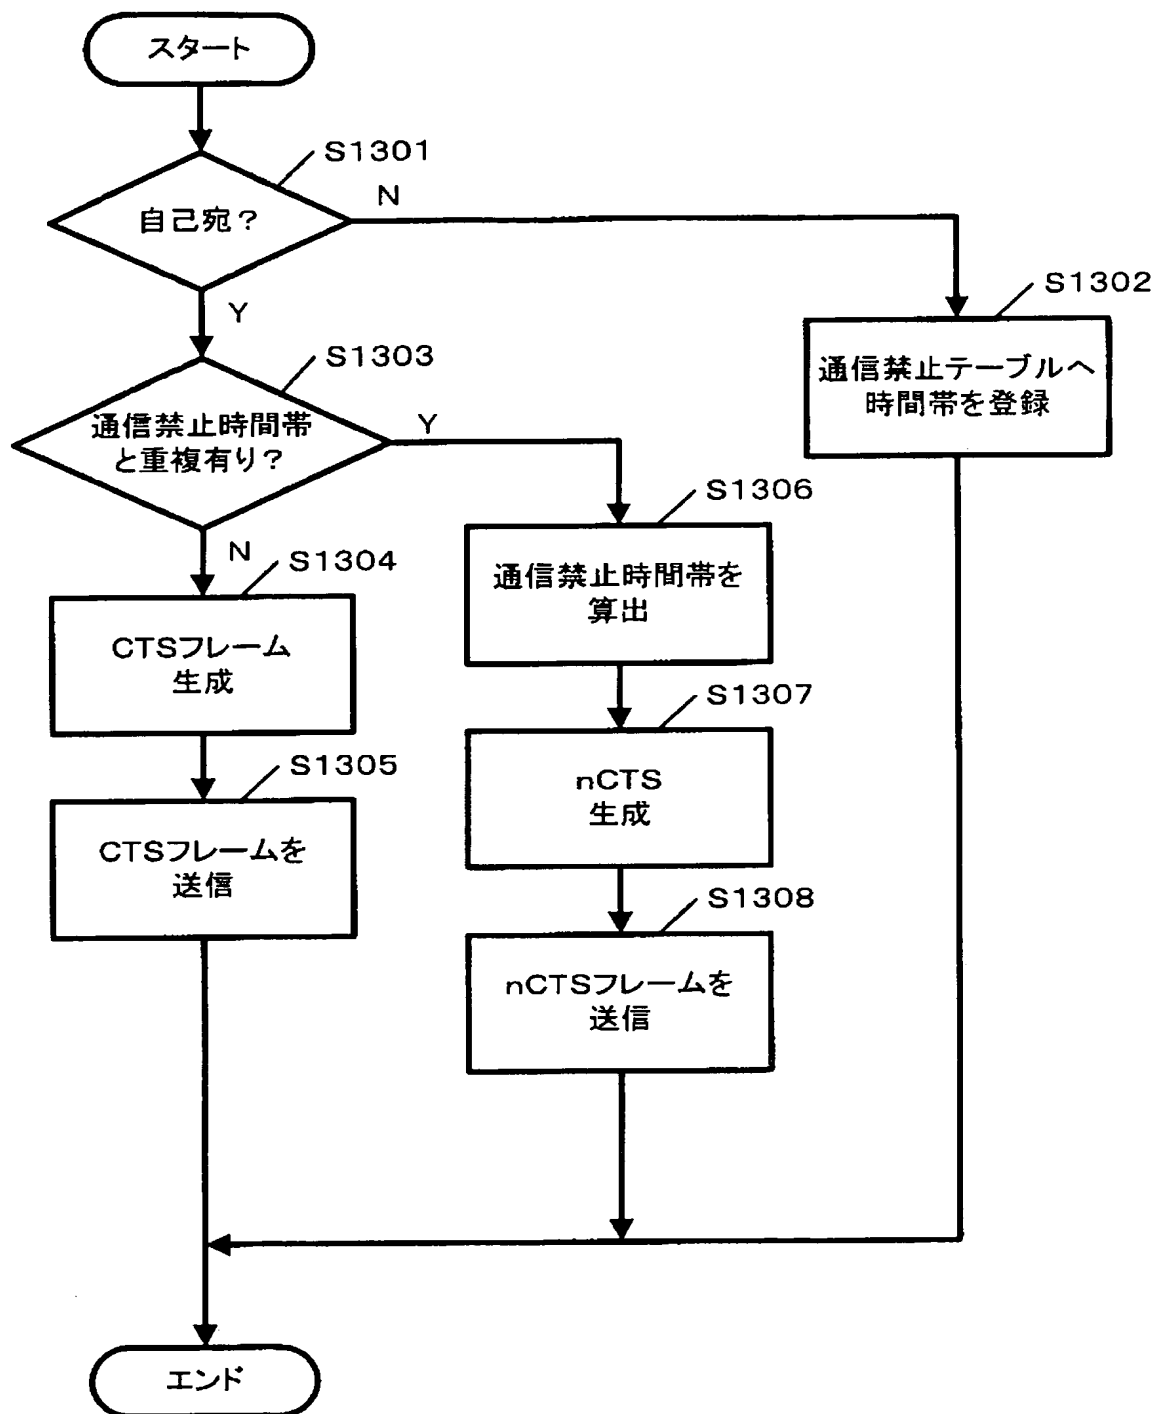 スタート
S1301
自己宛?
N
Y
S1302
通信禁止テーブルへ
時間帯を登録
S1303
通信禁止時間帯
と重複有り?
Y
N
S1304
CTSフレーム
生成
S1305
CTSフレームを
送信
S1306
通信禁止時間帯を
算出
S1307
nCTS
生成
S1308
nCTSフレームを
送信
エンド